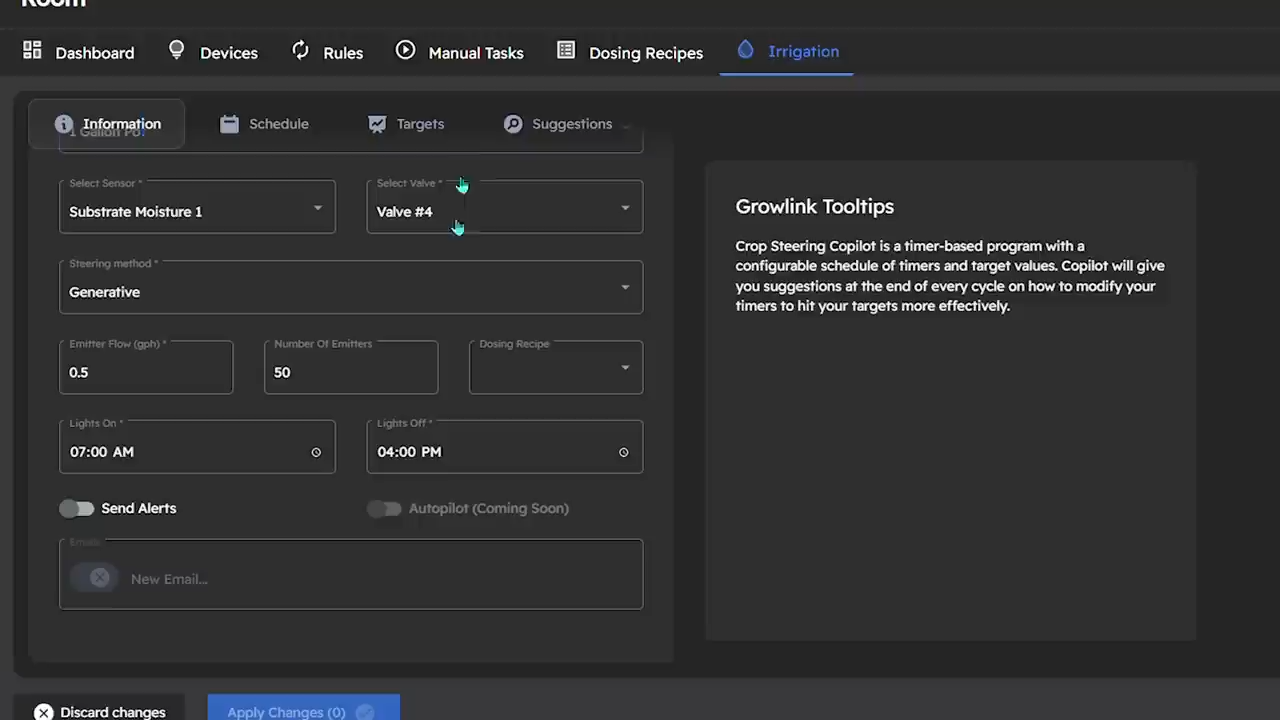 Room
Dashboard
Devices
Rules
Manual Tasks
Dosing Recipes
Irrigation
Information
Schedule
Targets
Suggestions
1 Gallon Pot
Select Sensor *
Substrate Moisture 1
Select Valve *
Valve #4
Steering method *
Generative
Emitter Flow (gph) *
0.5
Number Of Emitters
50
Dosing Recipe
Lights On *
07:00 AM
Lights Off *
04:00 PM
Send Alerts
Autopilot (Coming Soon)
Emails
New Email...
Growlink Tooltips
Crop Steering Copilot is a timer-based program with a
configurable schedule of timers and target values. Copilot will give
you suggestions at the end of every cycle on how to modify your
timers to hit your targets more effectively.
Discard changes
Apply Changes (0)